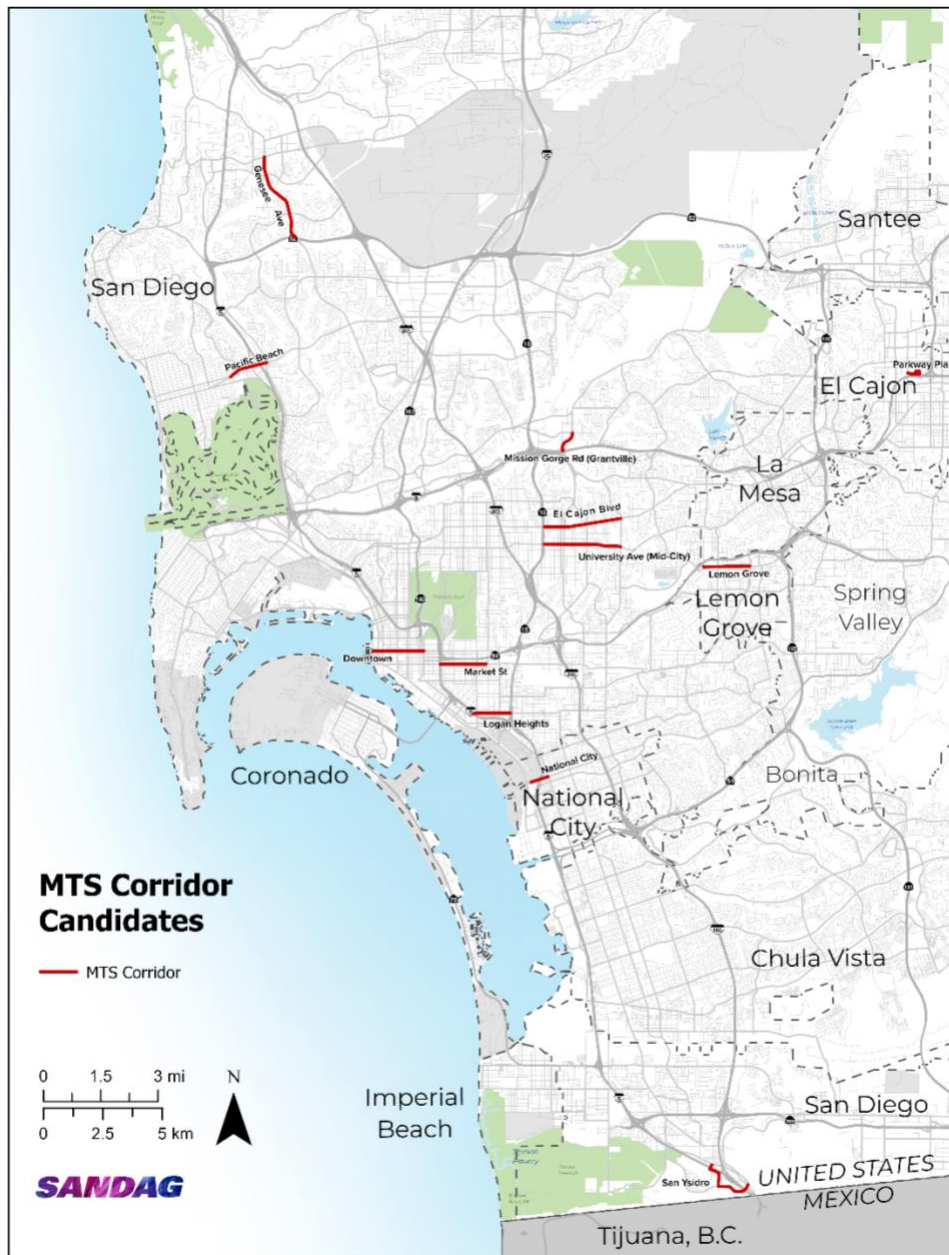 Santee
Genesee
Ave
San Diego
Pacific Beach
Parkway Pla
El Cajon
Mission Gorge Rd (Grantville)
La
Mesa
El Cajon Blvd
University Ave (Mid-City)
Lemon Grove
Lemon
Grove
Spring
Valley
Downtown
Market St
Logan Heights
National City
Coronado
Bonita
National
City
MTS Corridor
Candidates
MTS Corridor
Chula Vista
0 1.5 3 mi
N
0 2.5 5 km
Imperial
Beach
San Diego
SANDAG
San Ysidro
UNITED STATES
MEXICO
Tijuana, B.C.